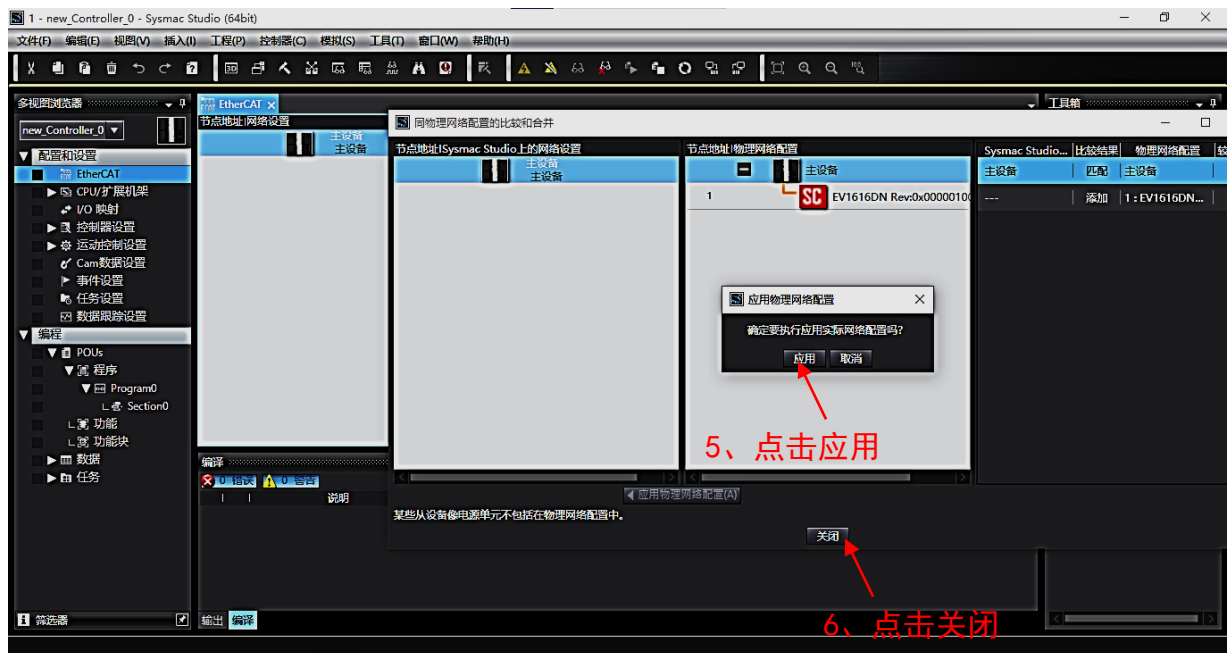 1 - new_Controller_0 - Sysmac Studio (64bit)
文件(F) 编辑(E) 视图(V) 插入(I) 工程(P) 控制器(C) 模拟(S) 工具(T) 窗口(W) 帮助(H)
多视图浏览器
EtherCAT
工具箱
new_Controller_0
节点地址|网络设置
主设备
主设备
同物理网络配置的比较和合并
节点地址|Sysmac Studio上的网络设置
主设备
主设备
节点地址|物理网络配置
主设备
1
SC EV1616DN Rev:0x0000010
Sysmac Studio... 比较结果 物理网络配置 较
主设备 匹配 主设备
--- 添加 1 : EV1616DN...
配置和设置
EtherCAT
CPU/扩展机架
I/O 映射
控制器设置
运动控制设置
Cam数据设置
事件设置
任务设置
数据跟踪设置
编程
POUs
程序
Program0
Section0
功能
功能块
数据
任务
应用物理网络配置
确定要执行应用实际网络配置吗?
应用 取消
5、点击应用
编译
0 错误 0 警告
说明
应用物理网络配置(A)
某些从设备像电源单元不包括在物理网络配置中。
关闭
6、点击关闭
筛选器
输出 编译